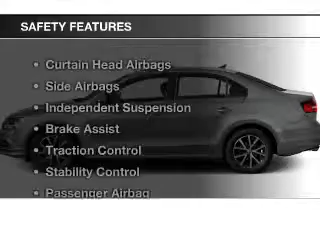 SAFETY FEATURES
• Curtain Head Airbags
• Side Airbags
• Independent Suspension
• Brake Assist
• Traction Control
• Stability Control
• Passenger Airbag